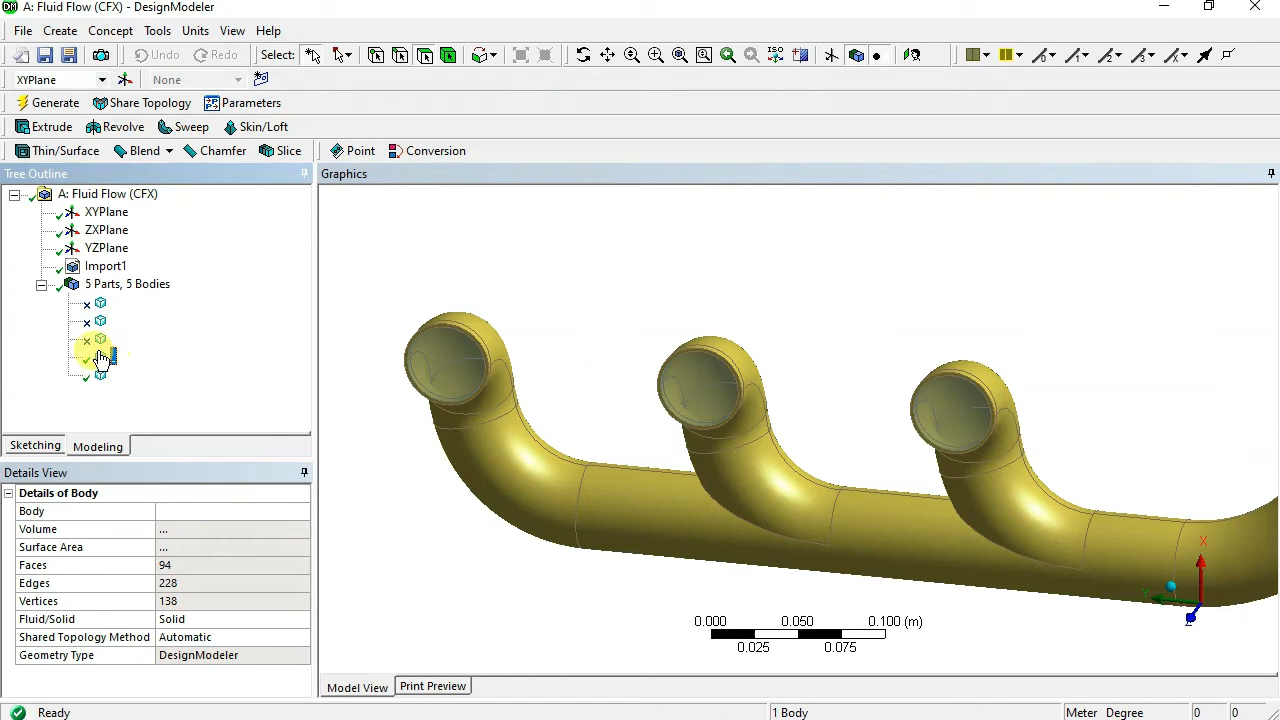 A: Fluid Flow (CFX) - DesignModeler
File Create Concept Tools Units View Help
Undo Redo Select:
XYPlane None
Generate Share Topology Parameters
Extrude Revolve Sweep Skin/Loft
Thin/Surface Blend Chamfer Slice Point Conversion
Tree Outline
Graphics
A: Fluid Flow (CFX)
XYPlane
ZXPlane
YZPlane
Import1
5 Parts, 5 Bodies
Sketching Modeling
Details View
Details of Body
Body
Volume ...
Surface Area ...
Faces 94
Edges 228
Vertices 138
Fluid/Solid Solid
Shared Topology Method Automatic
Geometry Type DesignModeler
X
Y
Z
0.000 0.050 0.100 (m)
0.025 0.075
Model View Print Preview
Ready 1 Body Meter Degree 0 0